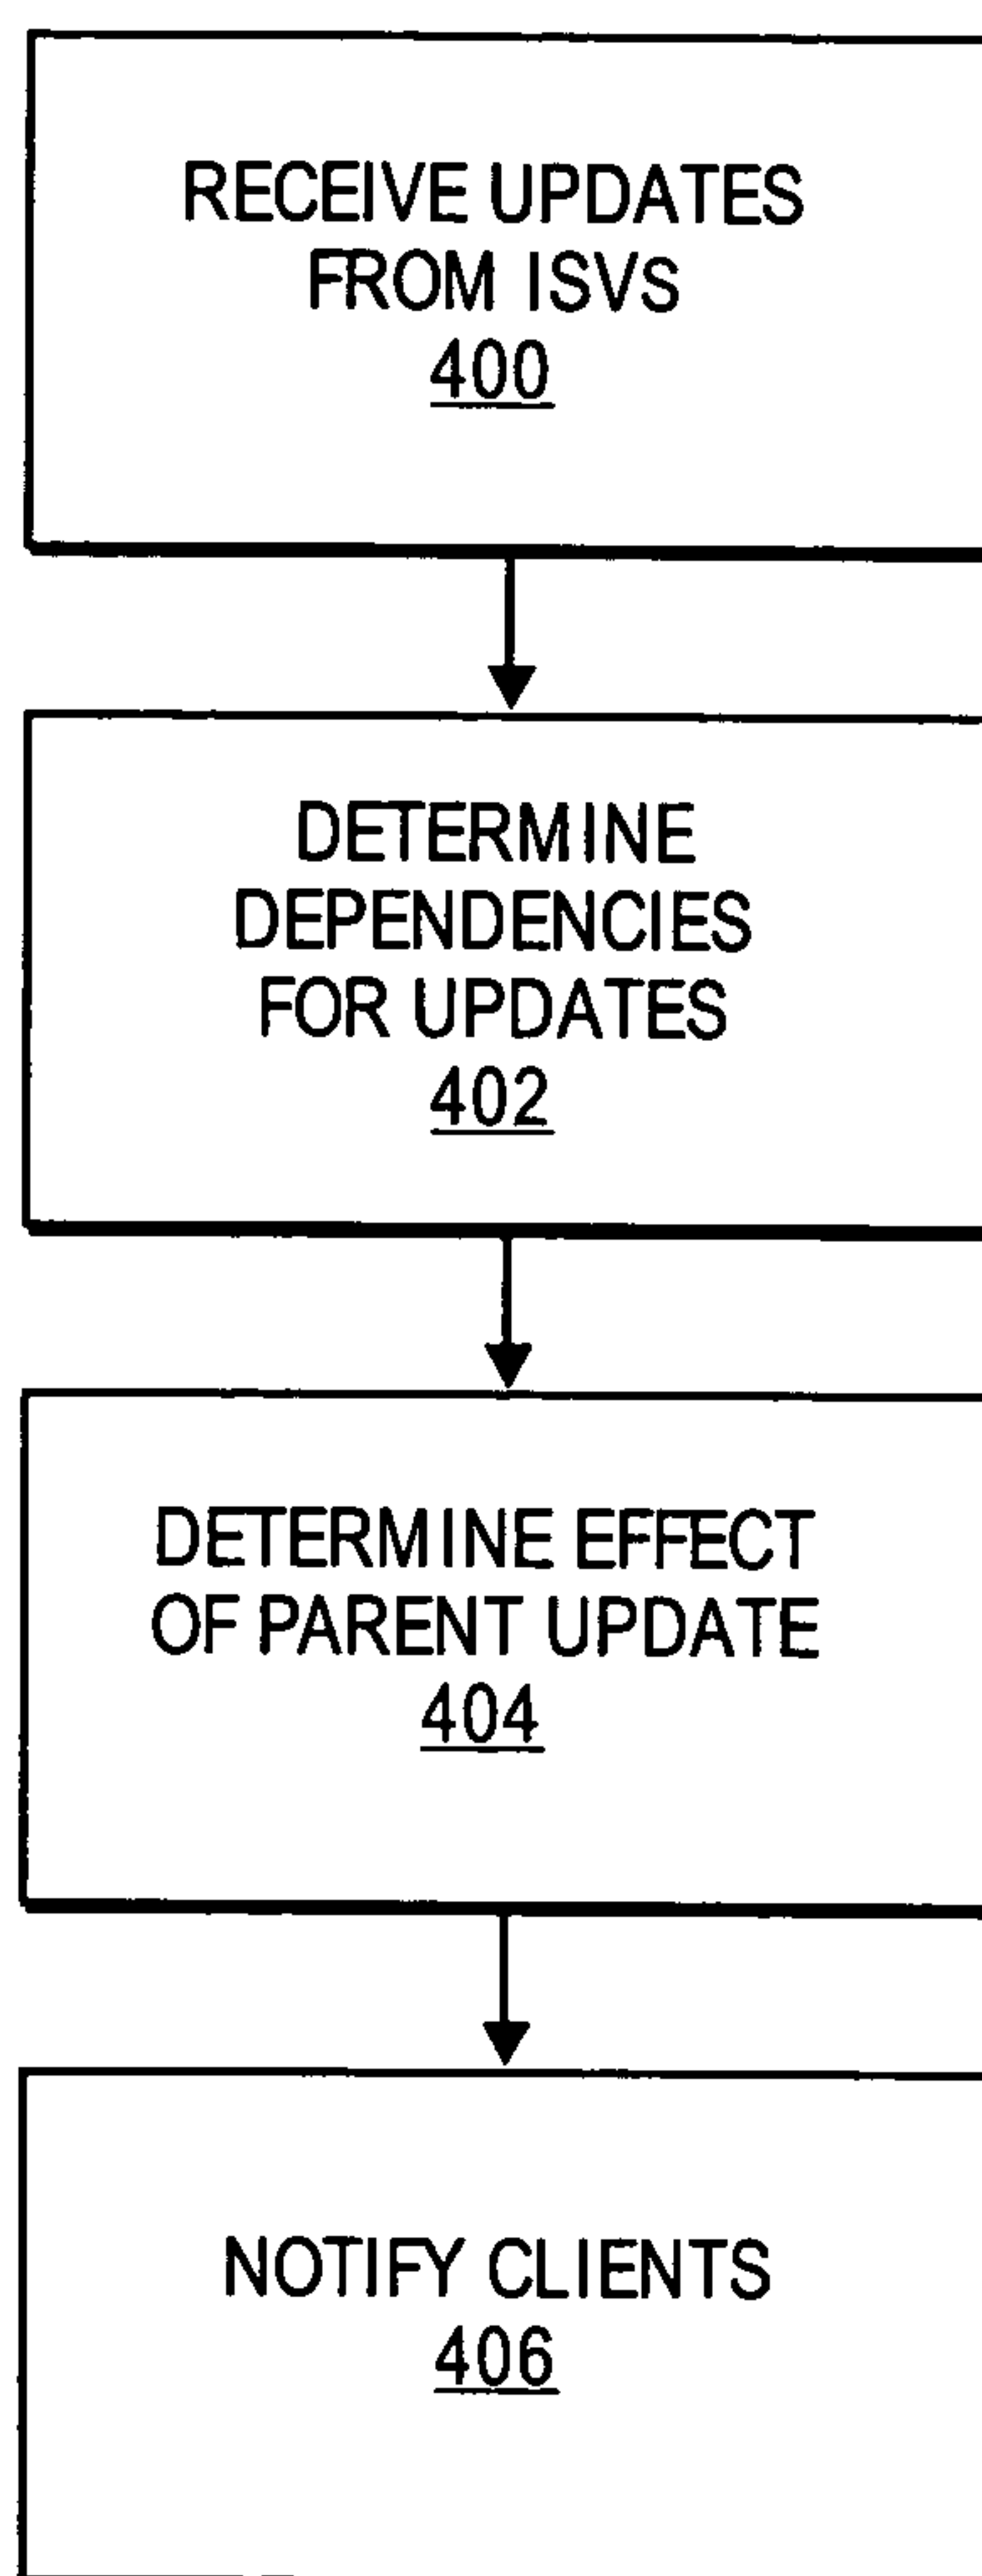 RECEIVE UPDATES
FROM ISVS
400
DETERMINE
DEPENDENCIES
FOR UPDATES
402
DETERMINE EFFECT
OF PARENT UPDATE
404
NOTIFY CLIENTS
406